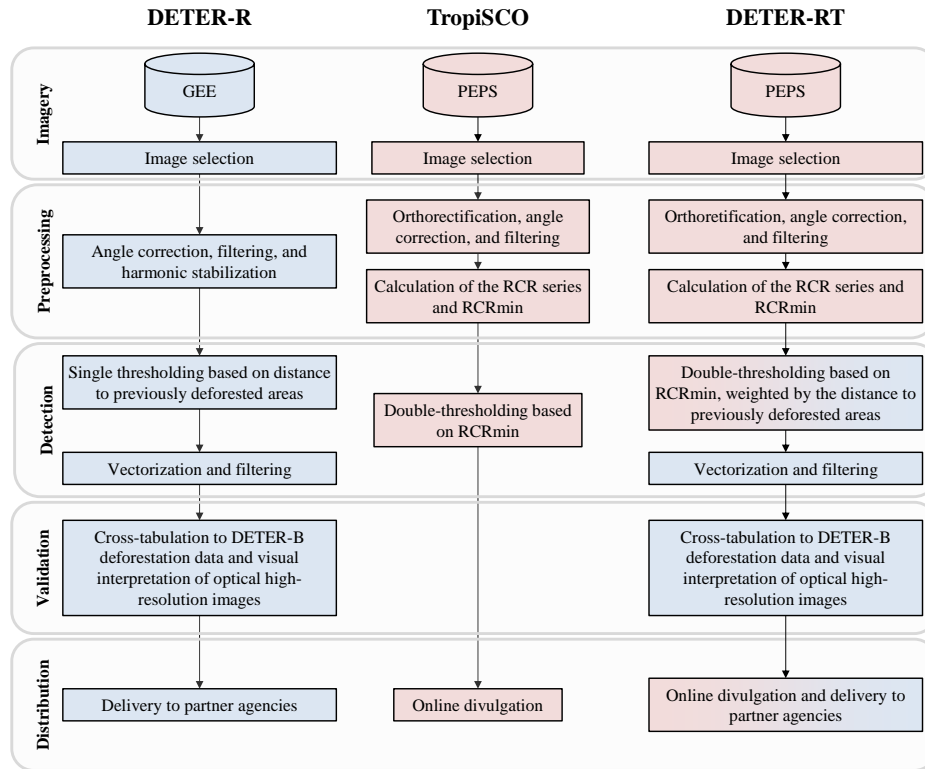 DETER-R
TropiSCO
DETER-RT
Imagery
GEE
PEPS
PEPS
Image selection
Image selection
Image selection
Preprocessing
Angle correction, filtering, and
harmonic stabilization
Orthorectification, angle
correction, and filtering
Calculation of the RCR series
and RCRmin
Orthoretification, angle correction,
and filtering
Calculation of the RCR series and
RCRmin
Detection
Single thresholding based on distance
to previously deforested areas
Vectorization and filtering
Double-thresholding based
on RCRmin
Double-thresholding based on
RCRmin, weighted by the distance to
previously deforested areas
Vectorization and filtering
Validation
Cross-tabulation to DETER-B
deforestation data and visual
interpretation of optical high-
resolution images
Cross-tabulation to DETER-B
deforestation data and visual
interpretation of optical high-
resolution images
Distribution
Delivery to partner agencies
Online divulgation
Online divulgation and delivery to
partner agencies